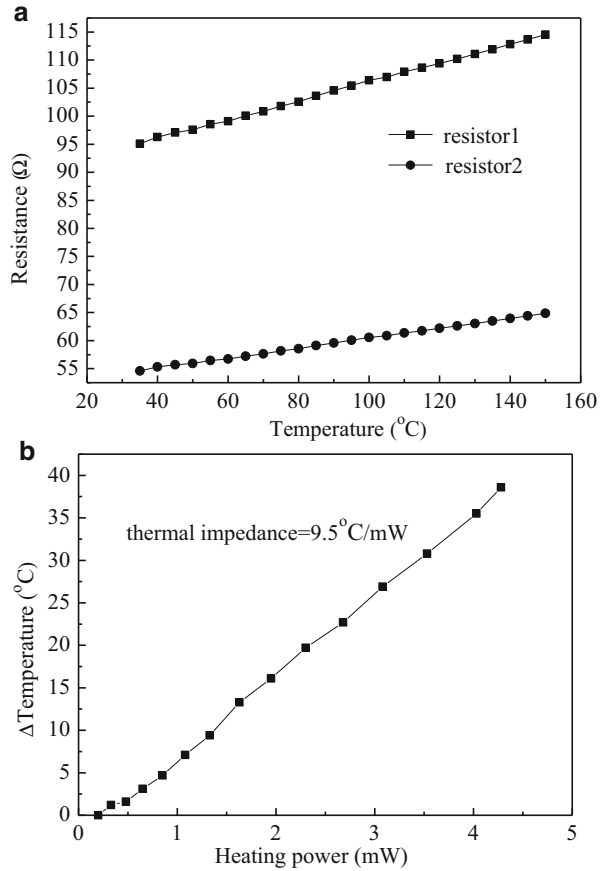 a
115
110
105
100
95
90
85
80
75
70
65
60
55
Resistance (Ω)
resistor1
resistor2
20 40 60 80 100 120 140 160
Temperature (°C)
b
40
35
30
25
20
15
10
5
0
ΔTemperature (°C)
thermal impedance=9.5°C/mW
0 1 2 3 4 5
Heating power (mW)